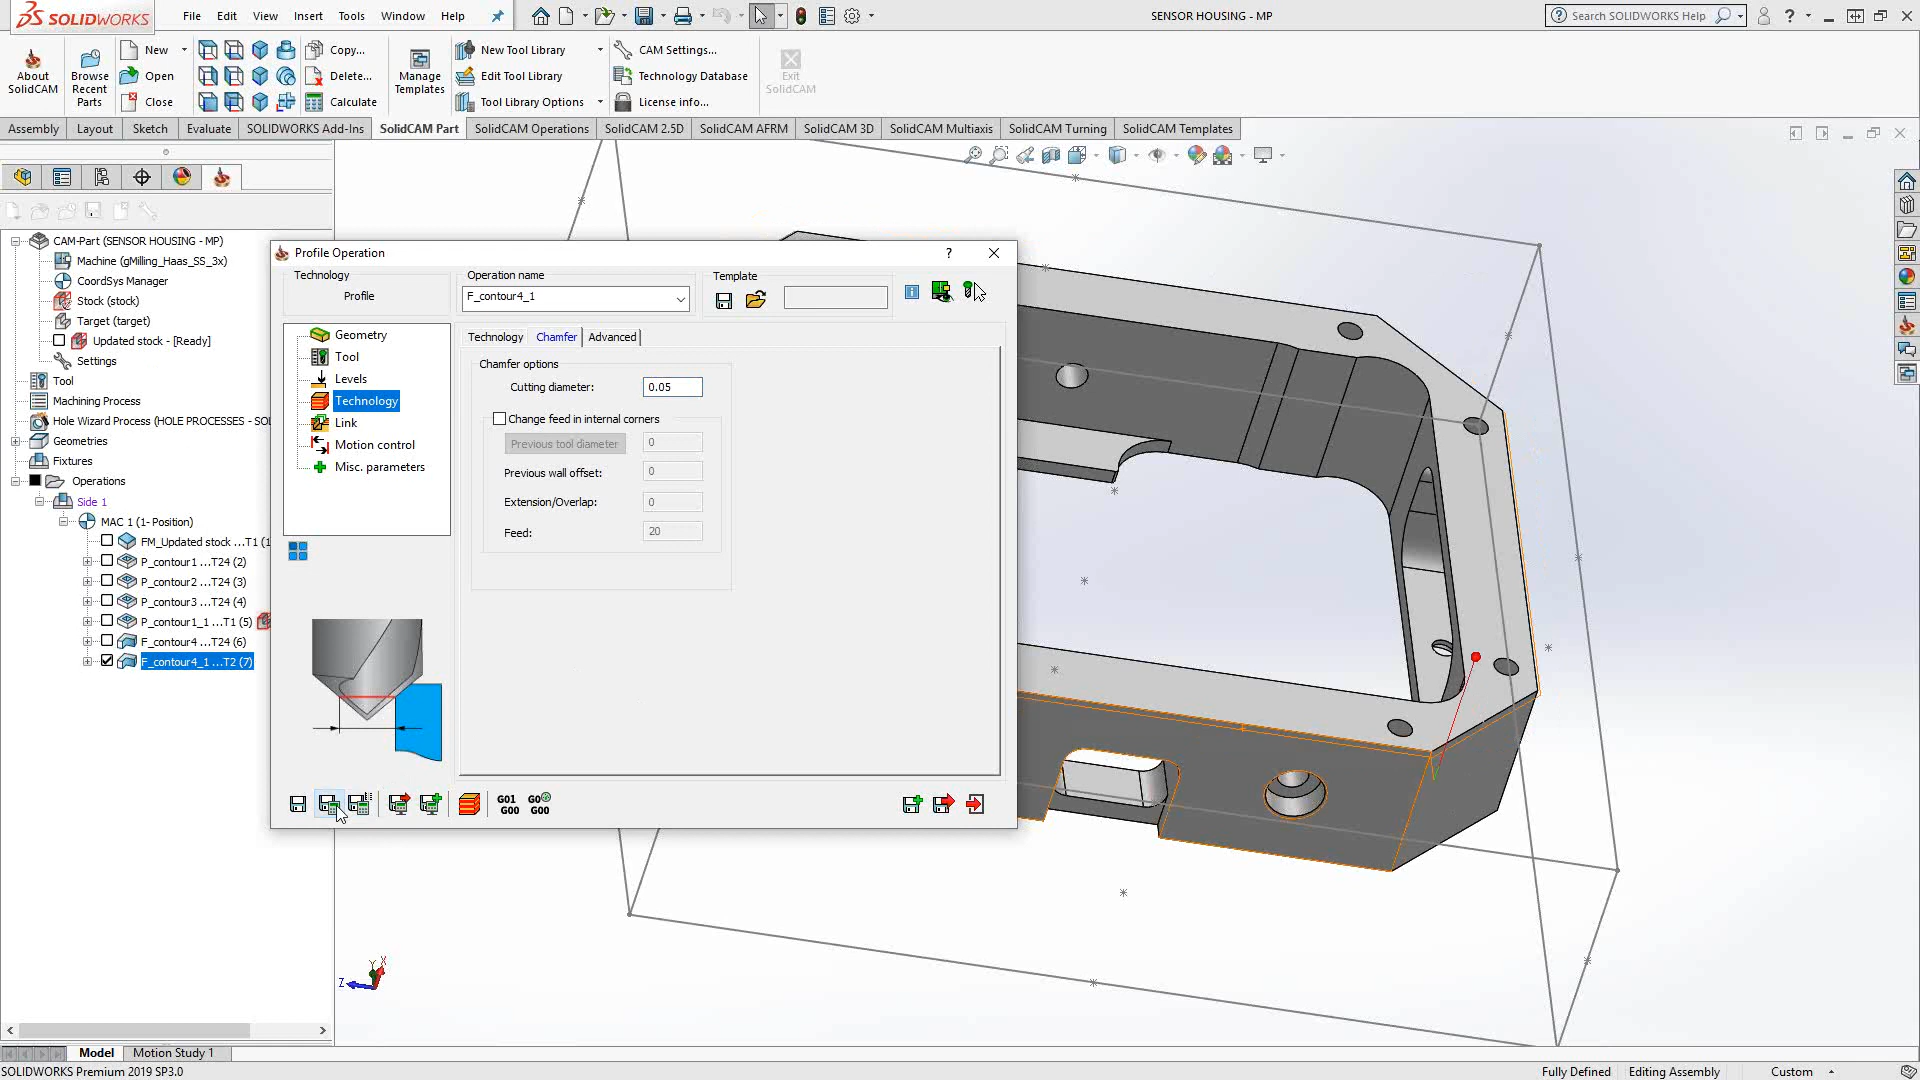 SOLIDWORKS
File Edit View Insert Tools Window Help
SENSOR HOUSING - MP
Search SOLIDWORKS Help
?
About SolidCAM
Browse Recent Parts
New
Open
Close
Copy...
Delete...
Calculate
Manage Templates
New Tool Library
Edit Tool Library
Tool Library Options
CAM Settings...
Technology Database
License info...
Exit SolidCAM
Assembly Layout Sketch Evaluate SOLIDWORKS Add-Ins SolidCAM Part SolidCAM Operations SolidCAM 2.5D SolidCAM AFRM SolidCAM 3D SolidCAM Multiaxis SolidCAM Turning SolidCAM Templates
CAM-Part (SENSOR HOUSING - MP)
Machine (gMilling_Haas_SS_3x)
CoordSys Manager
Stock (stock)
Target (target)
Updated stock - [Ready]
Settings
Tool
Machining Process
Hole Wizard Process (HOLE PROCESSES - SO
Geometries
Fixtures
Operations
Side 1
MAC 1 (1- Position)
FM_Updated stock ...T1 (1
P_contour1 ...T24 (2)
P_contour2 ...T24 (3)
P_contour3 ...T24 (4)
P_contour1_1 ...T1 (5)
F_contour4 ...T24 (6)
F_contour4_1 ...T2 (7)
Profile Operation
?
Technology
Profile
Operation name
F_contour4_1
Template
Geometry
Tool
Levels
Technology
Link
Motion control
Misc. parameters
Technology Chamfer Advanced
Chamfer options
Cutting diameter: 0.05
Change feed in internal corners
Previous tool diameter 0
Previous wall offset: 0
Extension/Overlap: 0
Feed: 20
G01 G00
G0 G00
Z Y X
Model Motion Study 1
SOLIDWORKS Premium 2019 SP3.0
Fully Defined Editing Assembly Custom